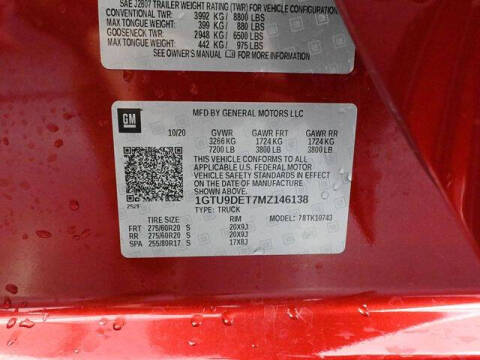 SAE J2807 TRAILER WEIGHT RATING (TWR) FOR VEHICLE CONFIGURATION
CONVENTIONAL TWR 3992 KG/ 8800 LBS
MAX TONGUE WEIGHT: 399 KG/ 880 LBS
GOOSENECK TWR 2948 KG/ 6500 LBS
MAX TONGUE WEIGHT: 442 KG/ 975 LBS
SEE OWNER'S MANUAL FOR ADDITIONAL INFORMATION
GM
MFD BY GENERAL MOTORS LLC
10/20 GVWR GAWR FRT GAWR RR
3266 KG 1724 KG 1724 KG
7200 LB 3800 LB 3800 LB
THIS VEHICLE CONFORMS TO ALL
APPLICABLE U.S. FEDERAL MOTOR
VEHICLE SAFETY STANDARDS IN EFFECT
ON THE DATE OF MANUFACTURE SHOWN ABOVE.
1GTU9DET7MZ146138
TYPE: TRUCK 78TK10743
2529
TIRE SIZE RIM
FRT 275/60R20 S 20X9J
RR 275/60R20 S 20X9J
SPA 255/80R17 S 17X8J